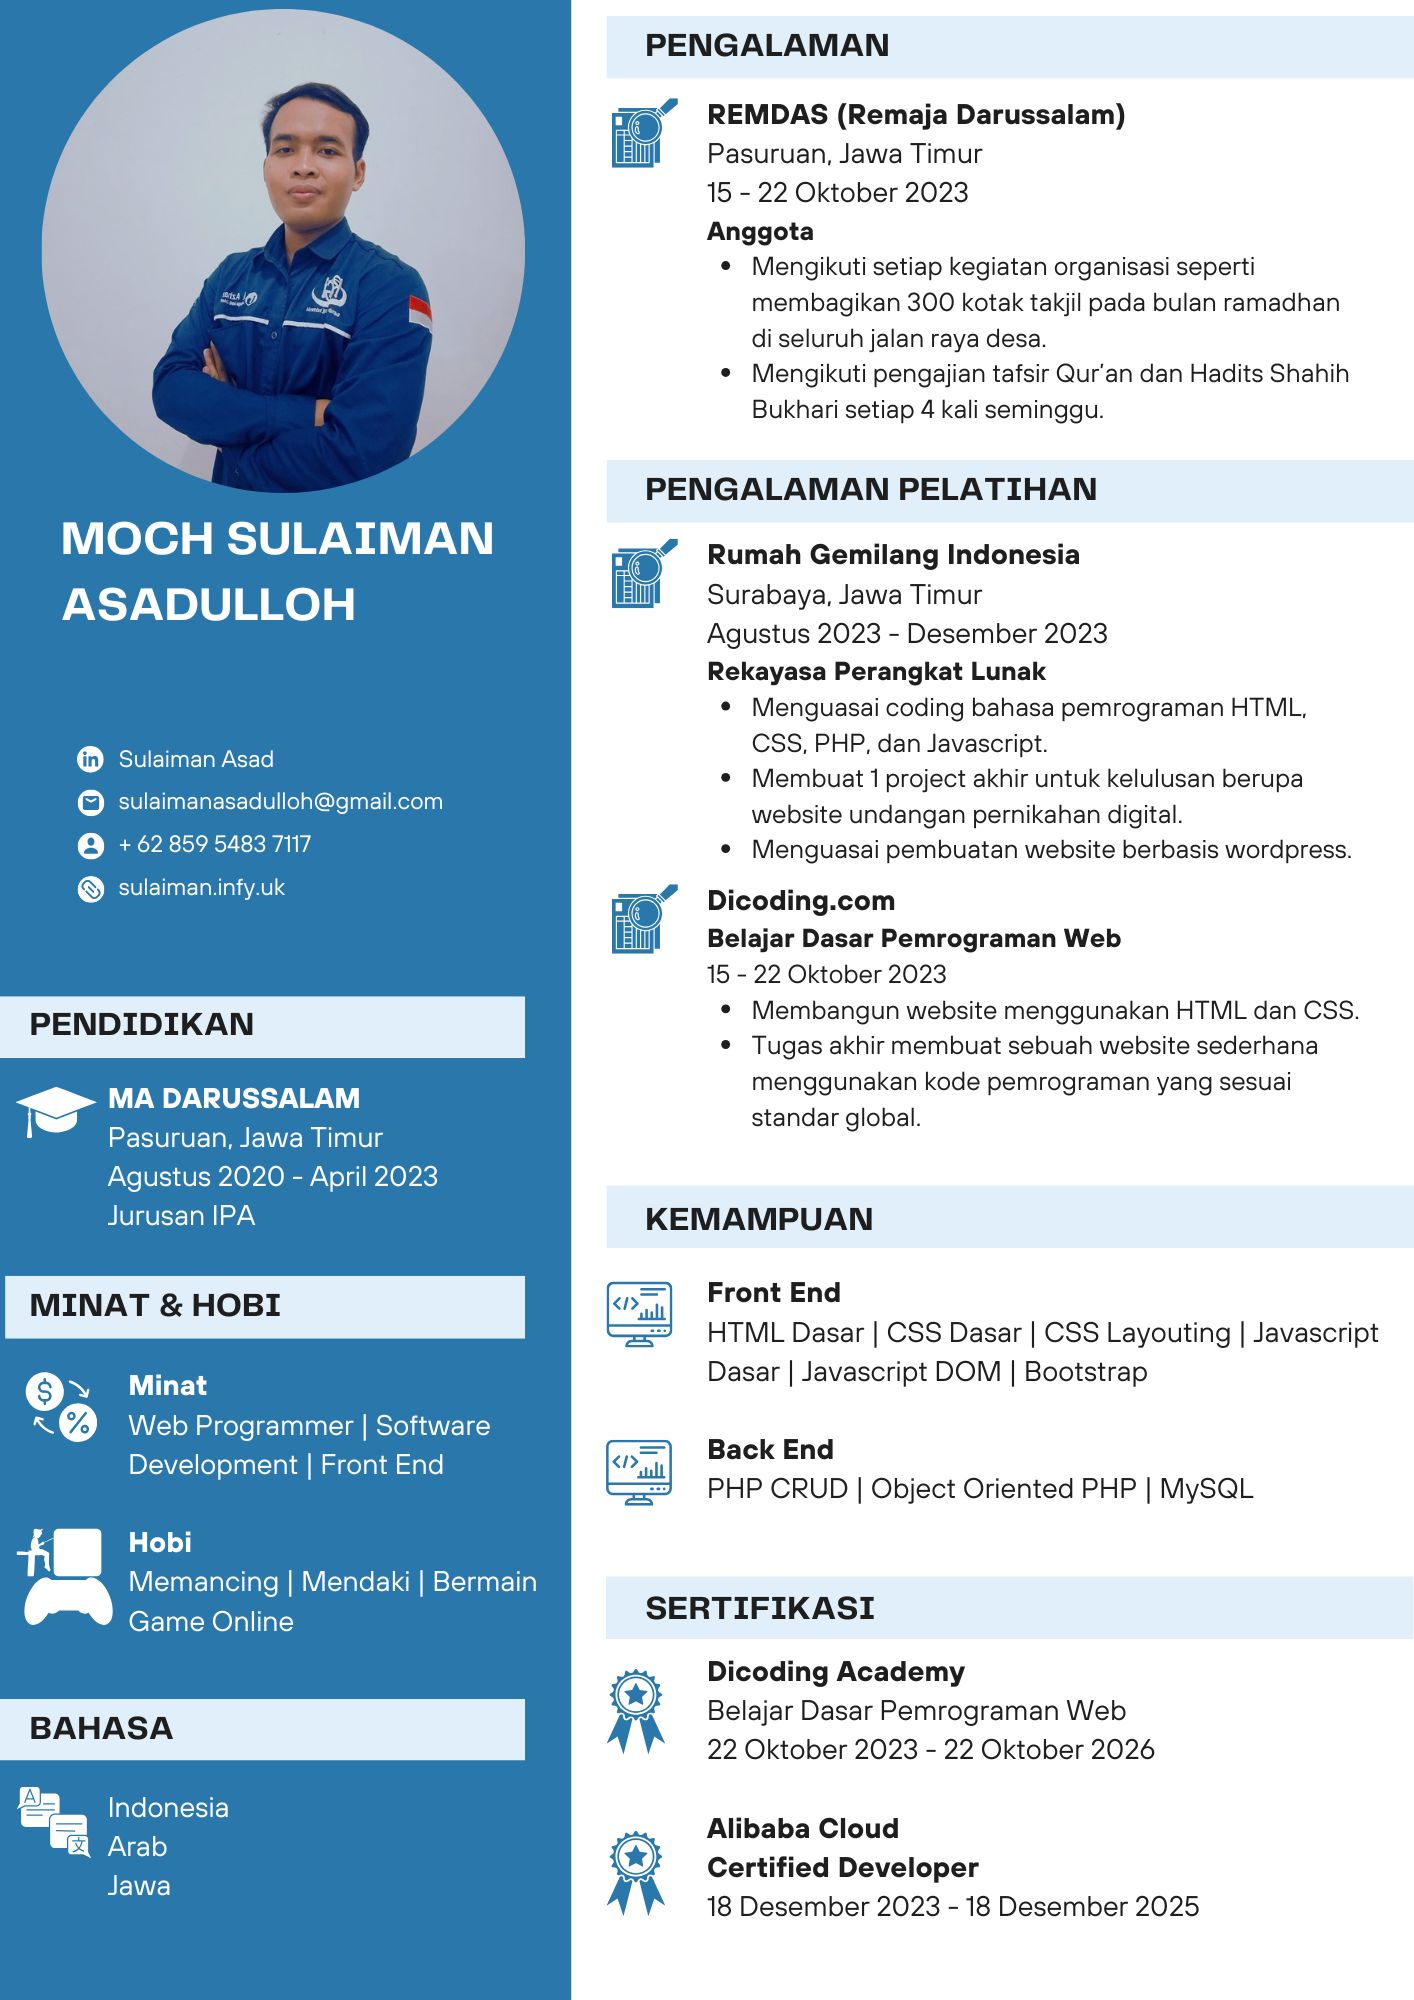 MOCH SULAIMAN
ASADULLOH
Sulaiman Asad
sulaimanasadulloh@gmail.com
+ 62 859 5483 7117
sulaiman.infy.uk
PENDIDIKAN
MA DARUSSALAM
Pasuruan, Jawa Timur
Agustus 2020 - April 2023
Jurusan IPA
MINAT & HOBI
Minat
Web Programmer | Software
Development | Front End
Hobi
Memancing | Mendaki | Bermain
Game Online
BAHASA
Indonesia
Arab
Jawa
PENGALAMAN
REMDAS (Remaja Darussalam)
Pasuruan, Jawa Timur
15 - 22 Oktober 2023
Anggota
• Mengikuti setiap kegiatan organisasi seperti
membagikan 300 kotak takjil pada bulan ramadhan
di seluruh jalan raya desa.
• Mengikuti pengajian tafsir Qur’an dan Hadits Shahih
Bukhari setiap 4 kali seminggu.
PENGALAMAN PELATIHAN
Rumah Gemilang Indonesia
Surabaya, Jawa Timur
Agustus 2023 - Desember 2023
Rekayasa Perangkat Lunak
• Menguasai coding bahasa pemrograman HTML,
CSS, PHP, dan Javascript.
• Membuat 1 project akhir untuk kelulusan berupa
website undangan pernikahan digital.
• Menguasai pembuatan website berbasis wordpress.
Dicoding.com
Belajar Dasar Pemrograman Web
15 - 22 Oktober 2023
• Membangun website menggunakan HTML dan CSS.
• Tugas akhir membuat sebuah website sederhana
menggunakan kode pemrograman yang sesuai
standar global.
KEMAMPUAN
Front End
HTML Dasar | CSS Dasar | CSS Layouting | Javascript
Dasar | Javascript DOM | Bootstrap
Back End
PHP CRUD | Object Oriented PHP | MySQL
SERTIFIKASI
Dicoding Academy
Belajar Dasar Pemrograman Web
22 Oktober 2023 - 22 Oktober 2026
Alibaba Cloud
Certified Developer
18 Desember 2023 - 18 Desember 2025